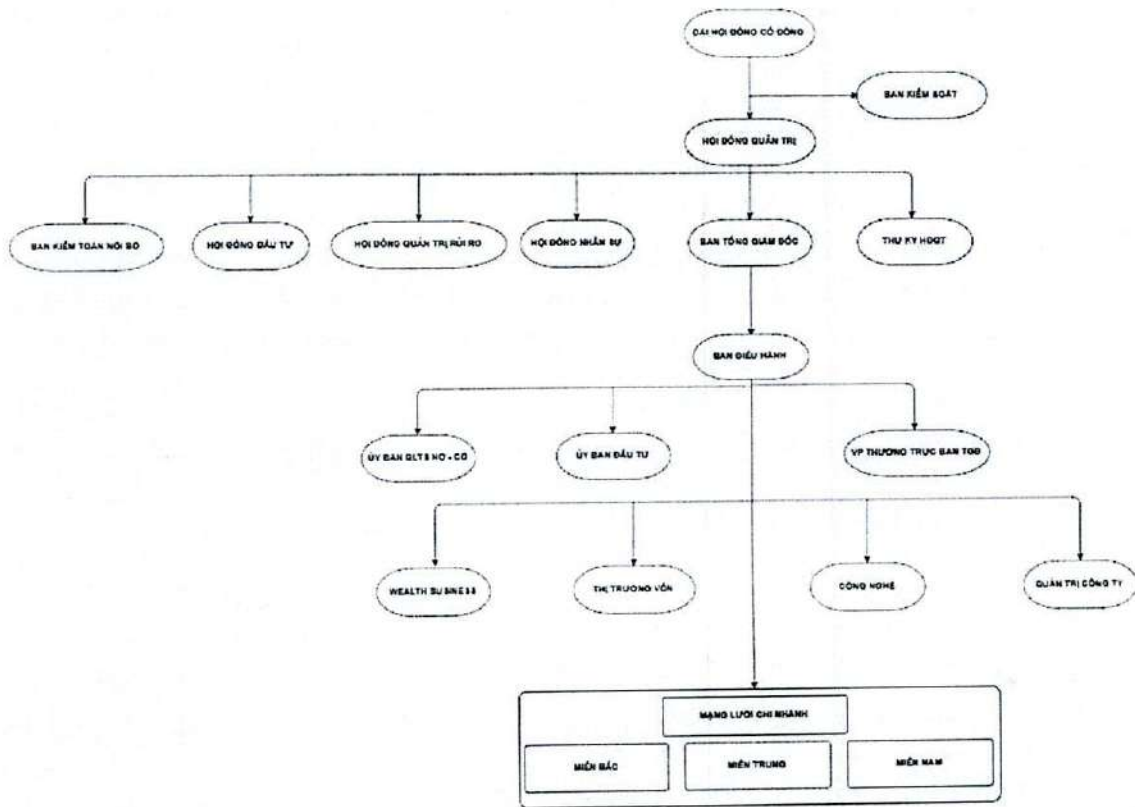 ĐẠI HỘI ĐỒNG CỔ ĐÔNG
BAN KIỂM SOÁT
HỘI ĐỒNG QUẢN TRỊ
BAN KIỂM TOÁN NỘI BỘ
HỘI ĐỒNG ĐẦU TƯ
HỘI ĐỒNG QUẢN TRỊ RỦI RO
HỘI ĐỒNG NHÂN SỰ
BAN TỔNG GIÁM ĐỐC
THƯ KÝ HĐQT
BAN ĐIỀU HÀNH
ỦY BAN QLTS NỢ - CÓ
ỦY BAN ĐẦU TƯ
VP THƯỜNG TRỰC BAN TGĐ
WEALTH BUSINESS
THỊ TRƯỜNG VỐN
CÔNG NGHỆ
QUẢN TRỊ CÔNG TY
MẠNG LƯỚI CHI NHÁNH
MIỀN BẮC
MIỀN TRUNG
MIỀN NAM